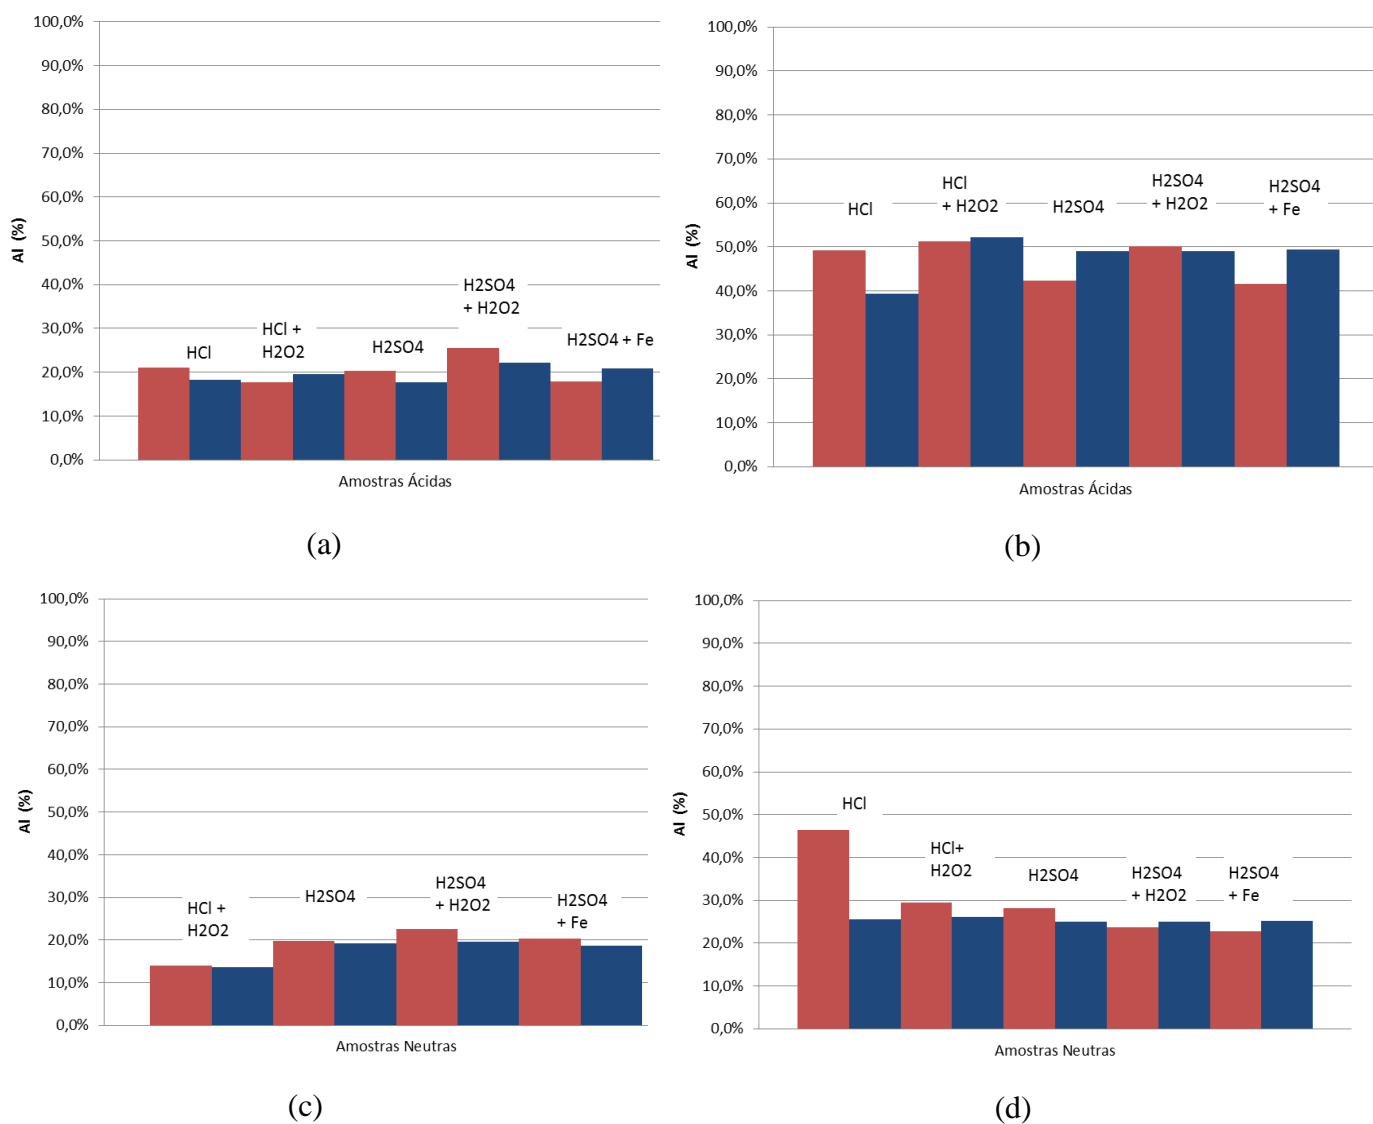 100,0%
90,0%
80,0%
70,0%
60,0%
50,0%
40,0%
30,0%
20,0%
10,0%
0,0%
Al (%)
HCl
HCl +
H2O2
H2SO4
H2SO4
+ H2O2
H2SO4 + Fe
Amostras Ácidas
(a)
100,0%
90,0%
80,0%
70,0%
60,0%
50,0%
40,0%
30,0%
20,0%
10,0%
0,0%
Al (%)
HCl
HCl
+ H2O2
H2SO4
H2SO4
+ H2O2
H2SO4
+ Fe
Amostras Ácidas
(b)
100,0%
90,0%
80,0%
70,0%
60,0%
50,0%
40,0%
30,0%
20,0%
10,0%
0,0%
Al (%)
HCl +
H2O2
H2SO4
H2SO4
+ H2O2
H2SO4
+ Fe
Amostras Neutras
(c)
100,0%
90,0%
80,0%
70,0%
60,0%
50,0%
40,0%
30,0%
20,0%
10,0%
0,0%
Al (%)
HCl
HCl+
H2O2
H2SO4
H2SO4
+ H2O2
H2SO4
+ Fe
Amostras Neutras
(d)